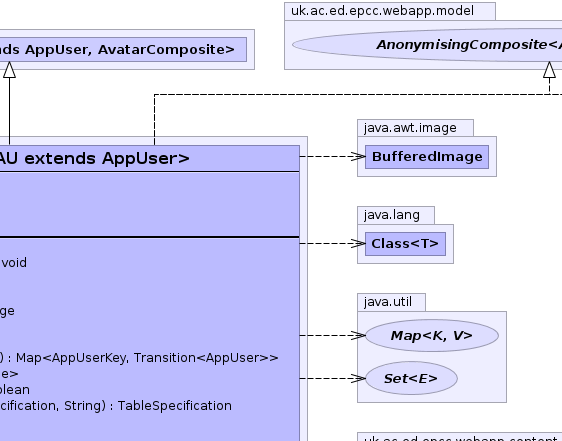 uk.ac.ed.epcc.webapp.model
AnonymisingComposite<A
nds AppUser, AvatarComposite>
java.awt.image
BufferedImage
AU extends AppUser>
java.lang
Class<T>
void
java.util
ge
Map<K, V>
) : Map<AppUserKey, Transition<AppUser>>
e>
Set<E>
olean
cification, String) : TableSpecification
uk.ac.ed.epcc.webapp.content